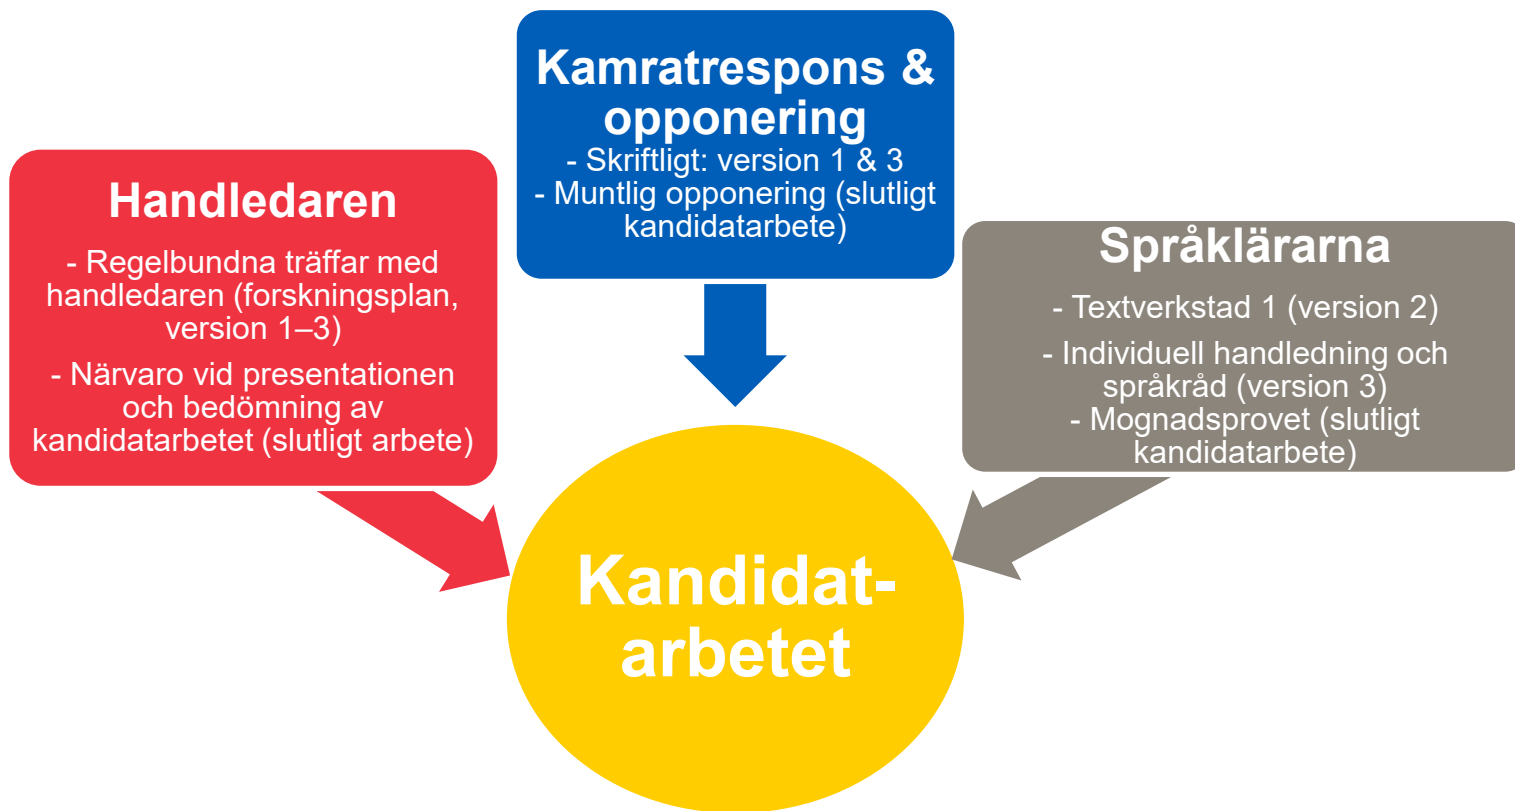 Kamratrespons &
opponering
- Skriftligt: version 1 & 3
- Muntlig opponering (slutligt
kandidatarbete)
Handledaren
- Regelbundna träffar med
handledaren (forskningsplan,
version 1–3)
- Närvaro vid presentationen
och bedömning av
kandidatarbetet (slutligt arbete)
Språklärarna
- Textverkstad 1 (version 2)
- Individuell handledning och
språkråd (version 3)
- Mognadsprovet (slutligt
kandidatarbete)
Kandidat-
arbetet